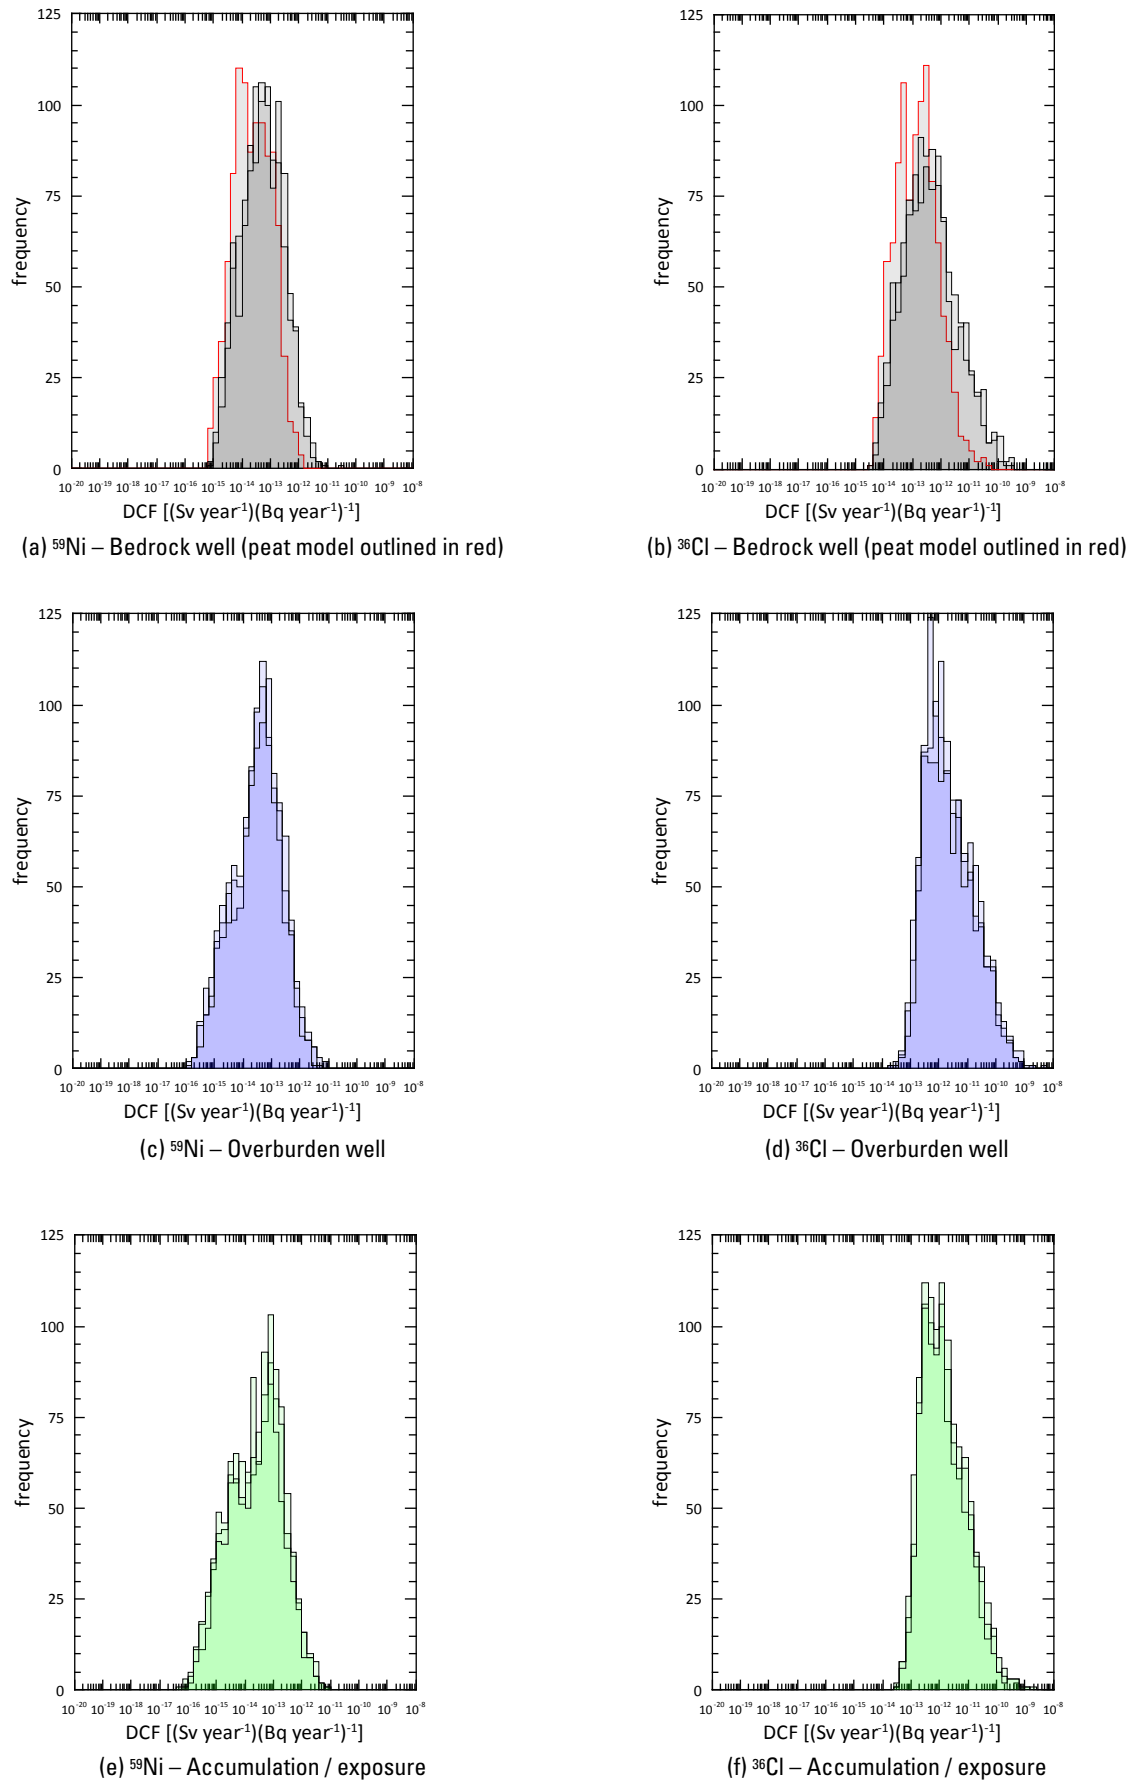 125 125
100 100
frequency frequency
75 75
50 50
25 25
0 0
10⁻²⁰ 10⁻¹⁹ 10⁻¹⁸ 10⁻¹⁷ 10⁻¹⁶ 10⁻¹⁵ 10⁻¹⁴ 10⁻¹³ 10⁻¹² 10⁻¹¹ 10⁻¹⁰ 10⁻⁹ 10⁻⁸ 10⁻²⁰ 10⁻¹⁹ 10⁻¹⁸ 10⁻¹⁷ 10⁻¹⁶ 10⁻¹⁵ 10⁻¹⁴ 10⁻¹³ 10⁻¹² 10⁻¹¹ 10⁻¹⁰ 10⁻⁹ 10⁻⁸
DCF [(Sv year⁻¹)(Bq year⁻¹)⁻¹] DCF [(Sv year⁻¹)(Bq year⁻¹)⁻¹]
(a) ⁵⁹Ni – Bedrock well (peat model outlined in red) (b) ³⁶Cl – Bedrock well (peat model outlined in red)
125 125
100 100
frequency frequency
75 75
50 50
25 25
0 0
10⁻²⁰ 10⁻¹⁹ 10⁻¹⁸ 10⁻¹⁷ 10⁻¹⁶ 10⁻¹⁵ 10⁻¹⁴ 10⁻¹³ 10⁻¹² 10⁻¹¹ 10⁻¹⁰ 10⁻⁹ 10⁻⁸ 10⁻²⁰ 10⁻¹⁹ 10⁻¹⁸ 10⁻¹⁷ 10⁻¹⁶ 10⁻¹⁵ 10⁻¹⁴ 10⁻¹³ 10⁻¹² 10⁻¹¹ 10⁻¹⁰ 10⁻⁹ 10⁻⁸
DCF [(Sv year⁻¹)(Bq year⁻¹)⁻¹] DCF [(Sv year⁻¹)(Bq year⁻¹)⁻¹]
(c) ⁵⁹Ni – Overburden well (d) ³⁶Cl – Overburden well
125 125
100 100
frequency frequency
75 75
50 50
25 25
0 0
10⁻²⁰ 10⁻¹⁹ 10⁻¹⁸ 10⁻¹⁷ 10⁻¹⁶ 10⁻¹⁵ 10⁻¹⁴ 10⁻¹³ 10⁻¹² 10⁻¹¹ 10⁻¹⁰ 10⁻⁹ 10⁻⁸ 10⁻²⁰ 10⁻¹⁹ 10⁻¹⁸ 10⁻¹⁷ 10⁻¹⁶ 10⁻¹⁵ 10⁻¹⁴ 10⁻¹³ 10⁻¹² 10⁻¹¹ 10⁻¹⁰ 10⁻⁹ 10⁻⁸
DCF [(Sv year⁻¹)(Bq year⁻¹)⁻¹] DCF [(Sv year⁻¹)(Bq year⁻¹)⁻¹]
(e) ⁵⁹Ni – Accumulation / exposure (f) ³⁶Cl – Accumulation / exposure